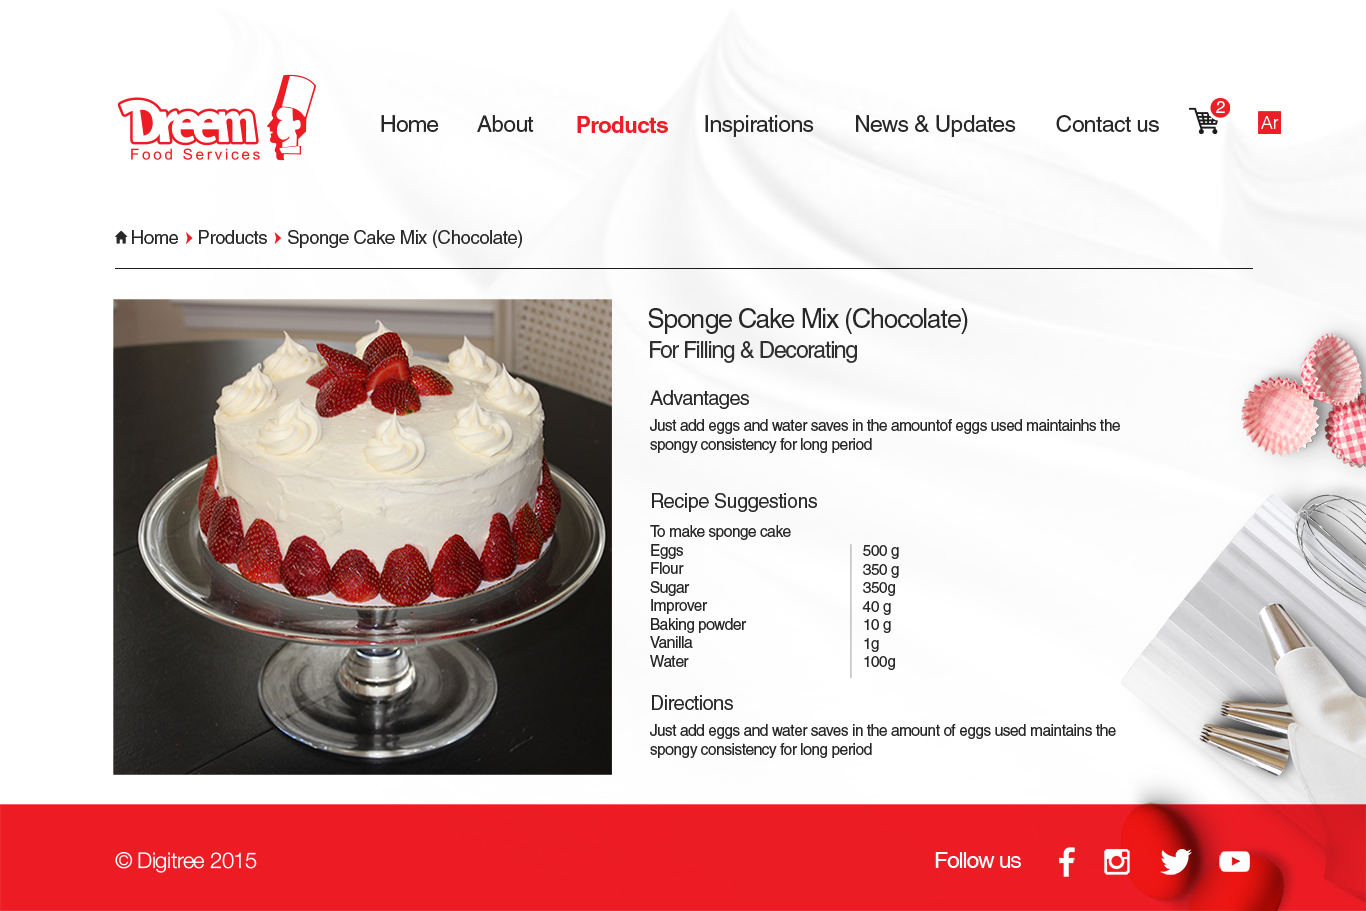 Dreem
Food Services
Home About Products Inspirations News & Updates Contact us 2 Ar
Home Products Sponge Cake Mix (Chocolate)
Sponge Cake Mix (Chocolate)
For Filling & Decorating
Advantages
Just add eggs and water saves in the amountof eggs used maintainhs the
spongy consistency for long period
Recipe Suggestions
To make sponge cake
Eggs 500 g
Flour 350 g
Sugar 350g
Improver 40 g
Baking powder 10 g
Vanilla 1g
Water 100g
Directions
Just add eggs and water saves in the amount of eggs used maintains the
spongy consistency for long period
© Digitree 2015 Follow us